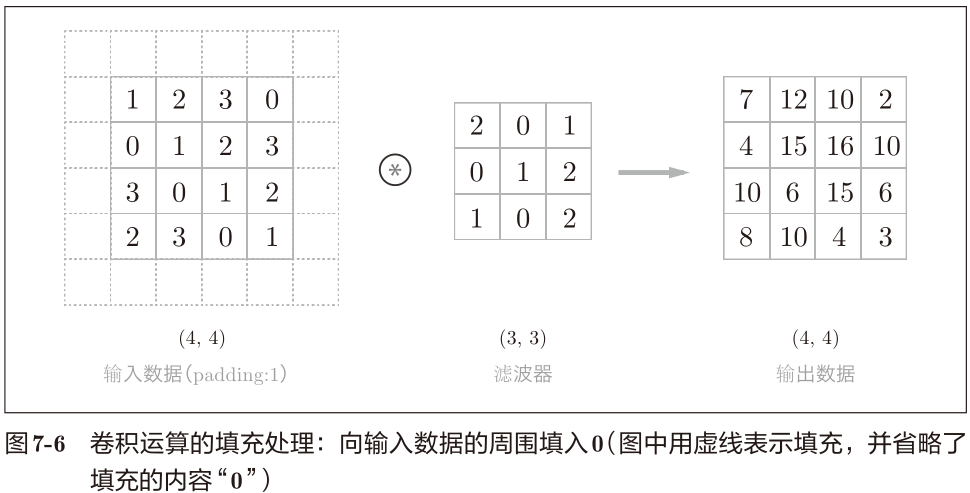 1 2 3 0
0 1 2 3
3 0 1 2
2 3 0 1
(4, 4)
输入数据(padding:1)
*
2 0 1
0 1 2
1 0 2
(3, 3)
滤波器
7 12 10 2
4 15 16 10
10 6 15 6
8 10 4 3
(4, 4)
输出数据
图7-6 卷积运算的填充处理：向输入数据的周围填入0(图中用虚线表示填充，并省略了
填充的内容“0”)